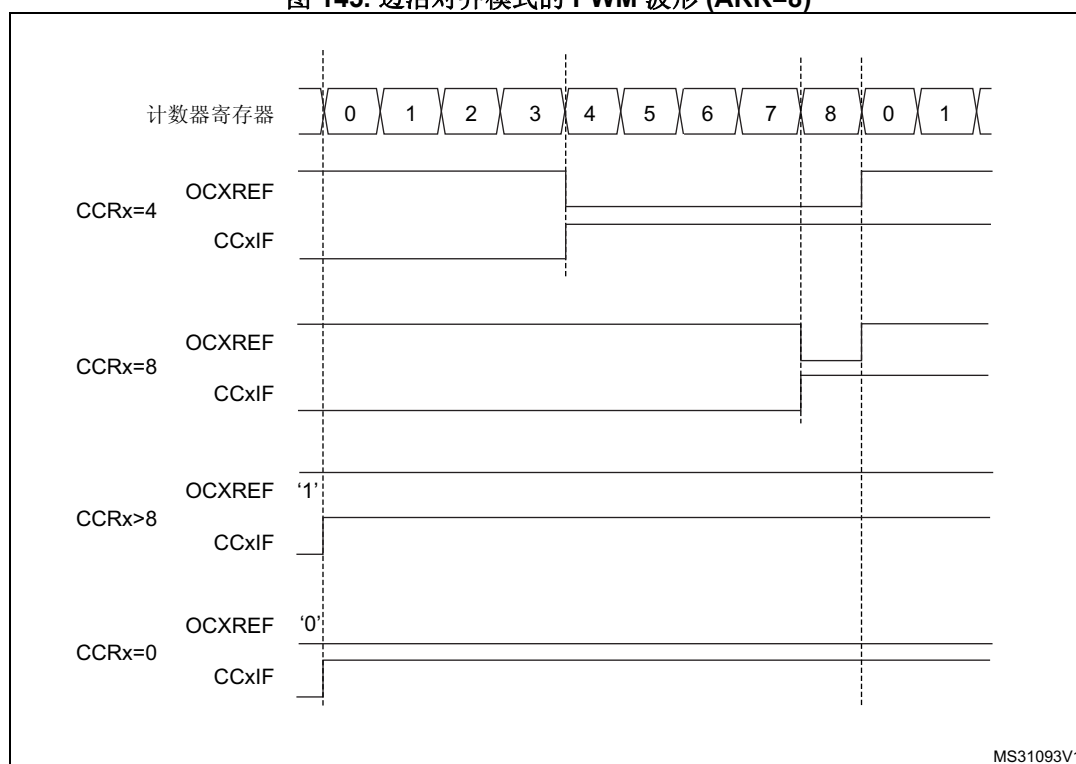 图 145. 边沿对齐模式的 PWM 波形 (ARR=8)
计数器寄存器 0 1 2 3 4 5 6 7 8 0 1
CCRx=4
OCXREF
CCxIF
CCRx=8
OCXREF
CCxIF
CCRx>8
OCXREF ‘1’
CCxIF
CCRx=0
OCXREF ‘0’
CCxIF
MS31093V1